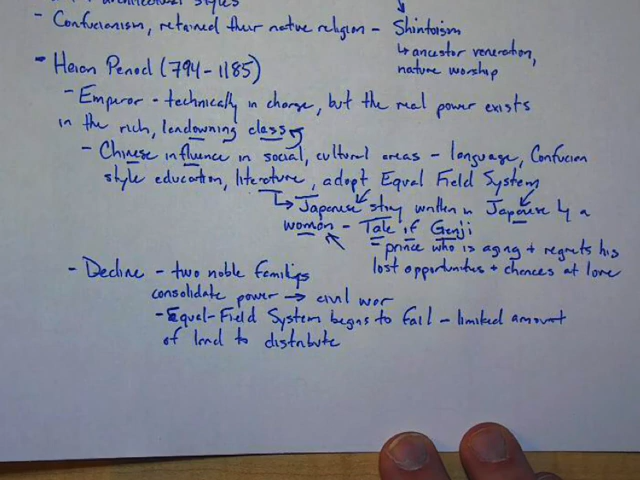 architectural styles
- Confucianism, retained their native religion - Shintoism
↳ ancestor veneration,
nature worship
- Heian Period (794-1185)
- Emperor - technically in charge, but the real power exists
in the rich, landowning class
- Chinese influence in social, cultural areas - language, Confucian
style education, literature, adopt Equal Field System
↳ Japanese story written in Japanese by a
woman - Tale of Genji
= prince who is aging + regrets his
lost opportunities + chances at love
- Decline - two noble families
consolidate power → civil war
- Equal-Field System begins to fail - limited amount
of land to distribute